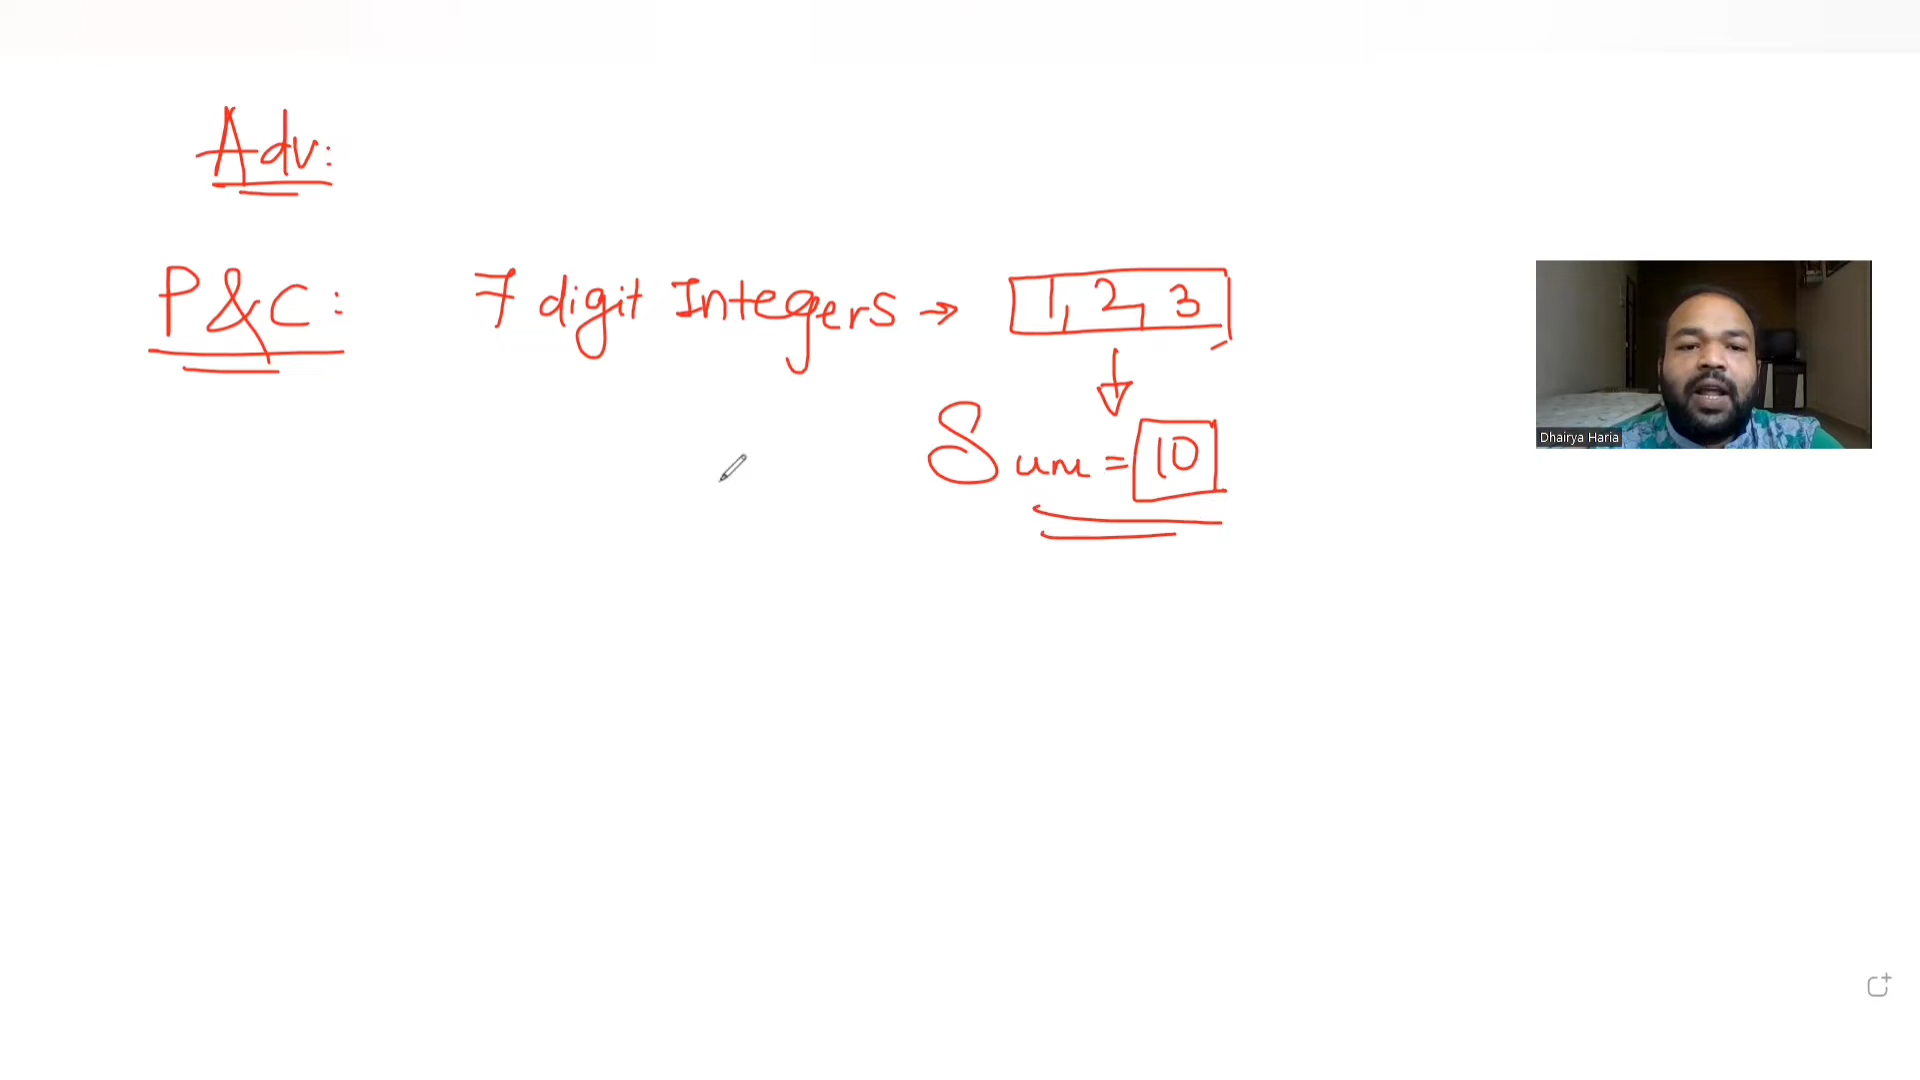 Adv:
P&C: 7 digit Integers → 1, 2, 3
Sum = 10
Dhairya Haria